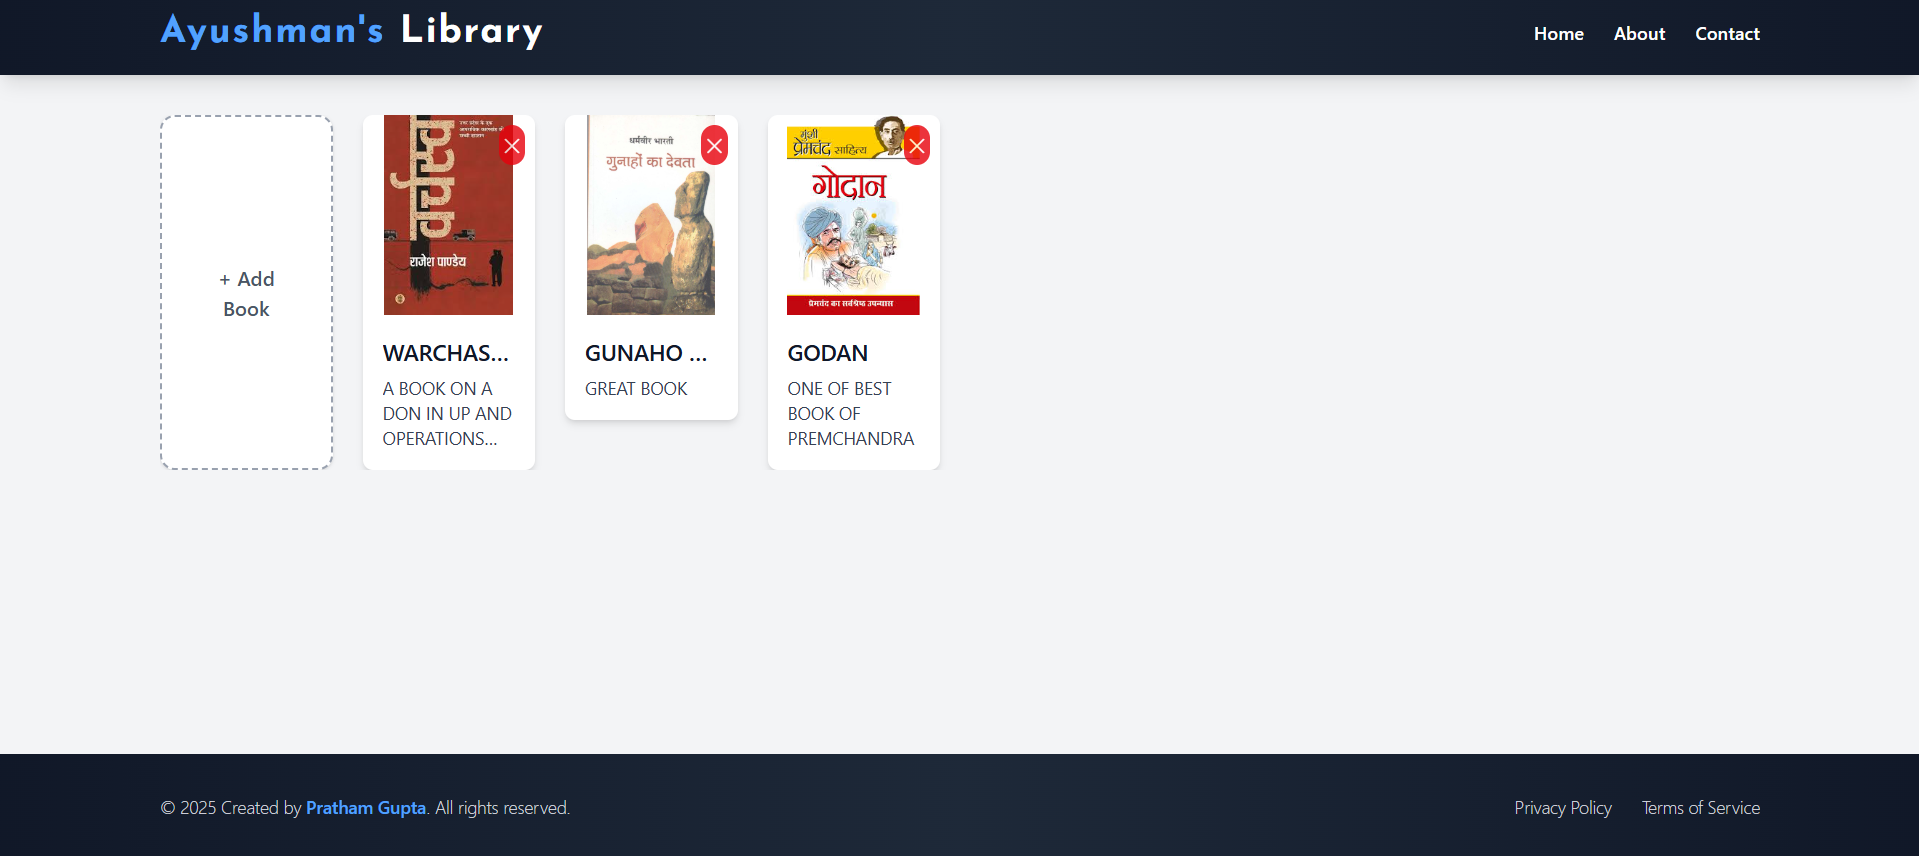 Ayushman's Library
Home
About
Contact
+ Add
Book
वर्चस्व
राजेश पाण्डेय
WARCHAS...
A BOOK ON A
DON IN UP AND
OPERATIONS...
धर्मवीर भारती
गुनाहों का देवता
GUNAHO ...
GREAT BOOK
मुंशी
प्रेमचंद साहित्य
गोदान
प्रेमचंद का सर्वश्रेष्ठ उपन्यास
GODAN
ONE OF BEST
BOOK OF
PREMCHANDRA
© 2025 Created by Pratham Gupta. All rights reserved.
Privacy Policy
Terms of Service